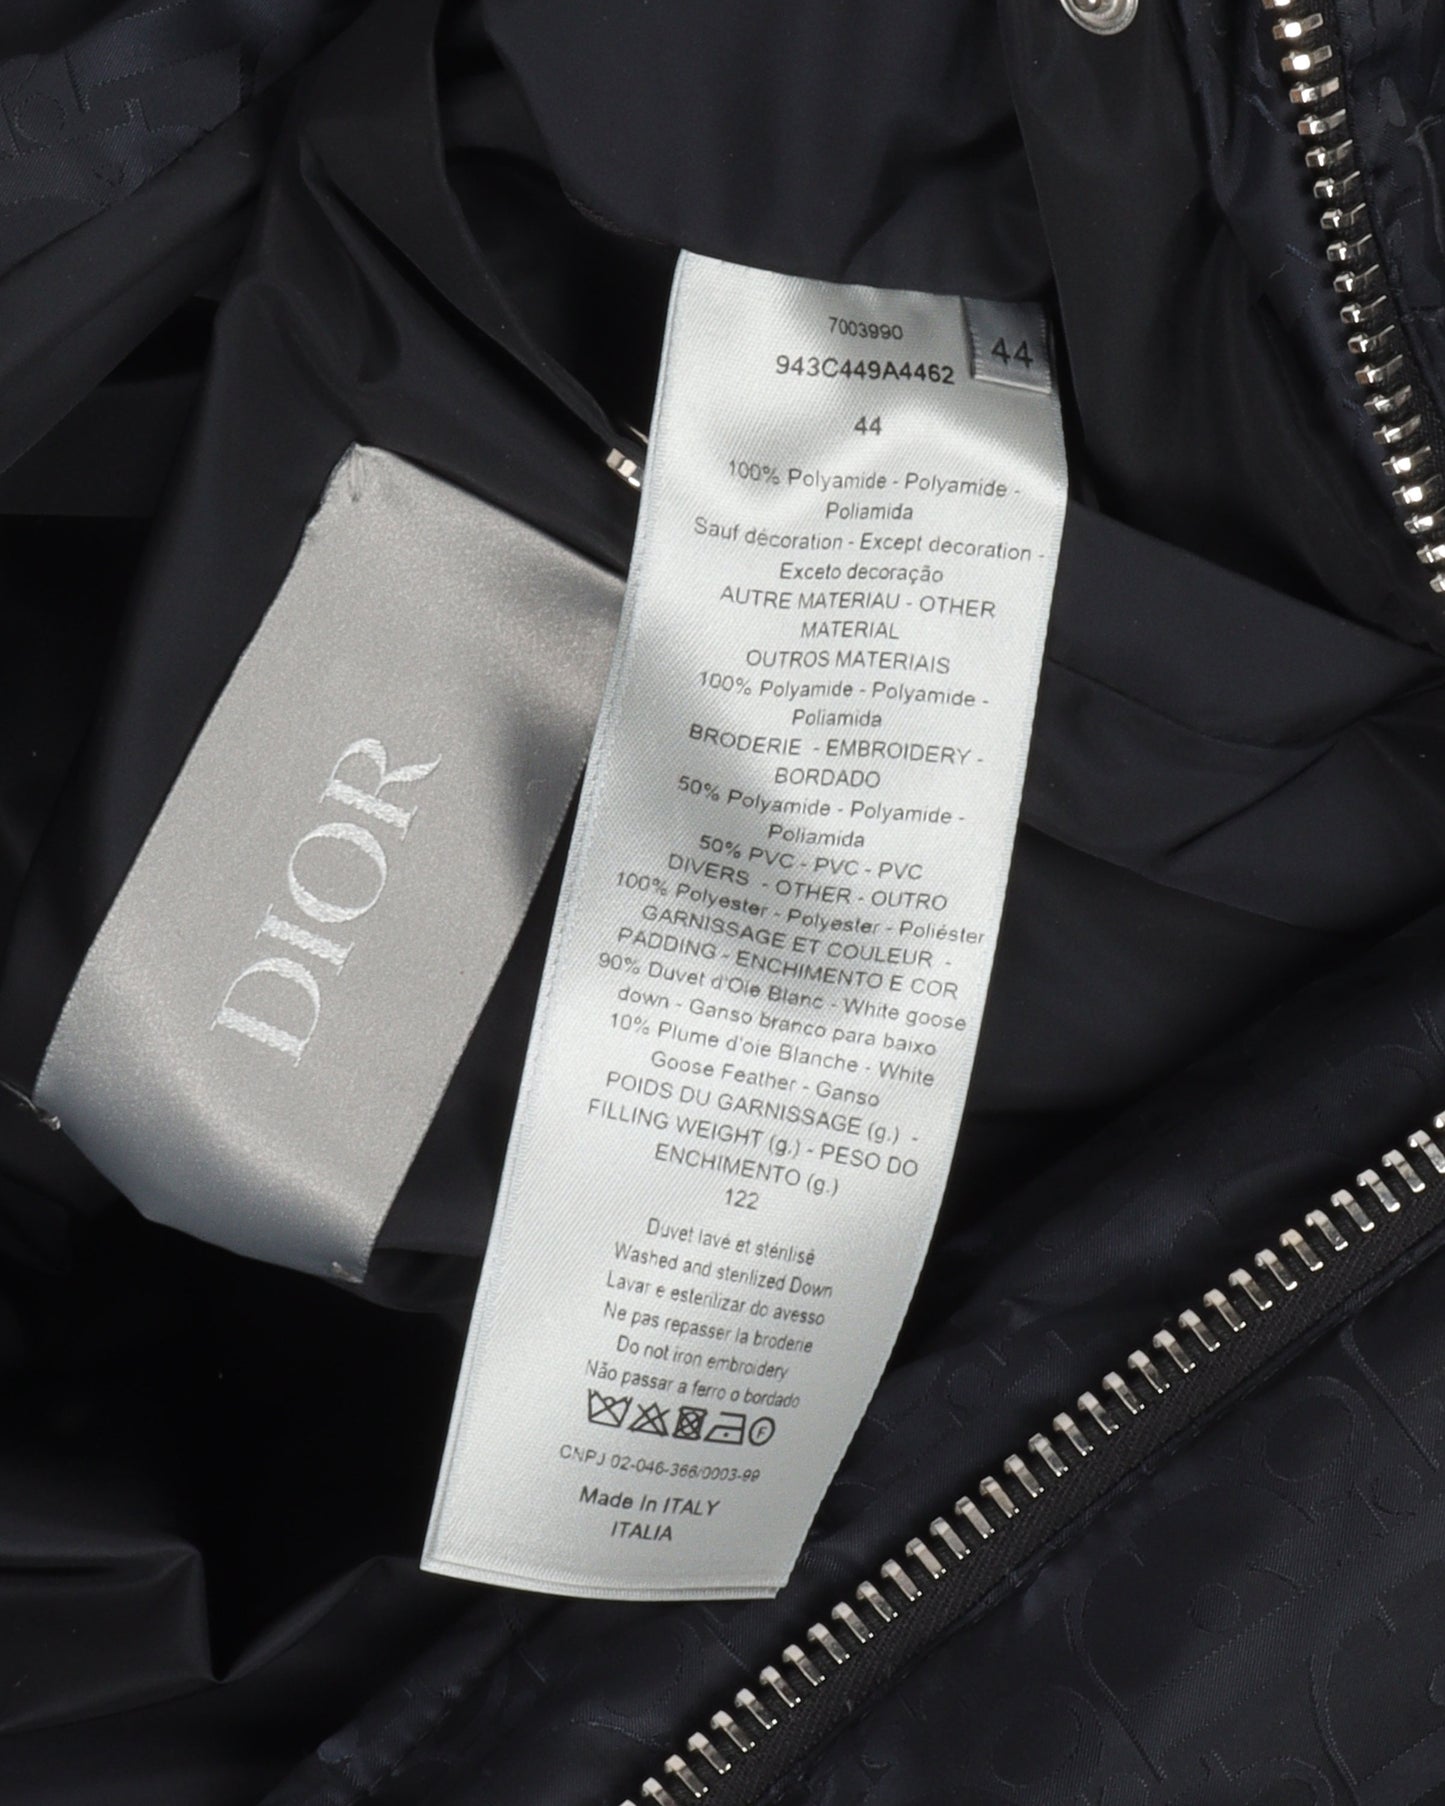 7003990
943C449A4462
44
44
100% Polyamide - Polyamide -
Poliamida
Sauf décoration - Except decoration -
Exceto decoração
AUTRE MATERIAU - OTHER
MATERIAL
OUTROS MATERIAIS
100% Polyamide - Polyamide -
Poliamida
BRODERIE - EMBROIDERY -
BORDADO
50% Polyamide - Polyamide -
Poliamida
50% PVC - PVC - PVC
DIVERS - OTHER - OUTRO
100% Polyester - Polyester - Poliéster
GARNISSAGE ET COULEUR -
PADDING - ENCHIMENTO E COR
90% Duvet d'Oie Blanc - White goose
down - Ganso branco para baixo
10% Plume d'oie Blanche - White
Goose Feather - Ganso
POIDS DU GARNISSAGE (g.) -
FILLING WEIGHT (g.) - PESO DO
ENCHIMENTO (g.)
122
Duvet lavé et stérilisé
Washed and sterilized Down
Lavar e esterilizar do avesso
Ne pas repasser la broderie
Do not iron embroidery
Não passar a ferro o bordado
F
CNPJ 02-046-366/0003-99
Made In ITALY
ITALIA
DIOR